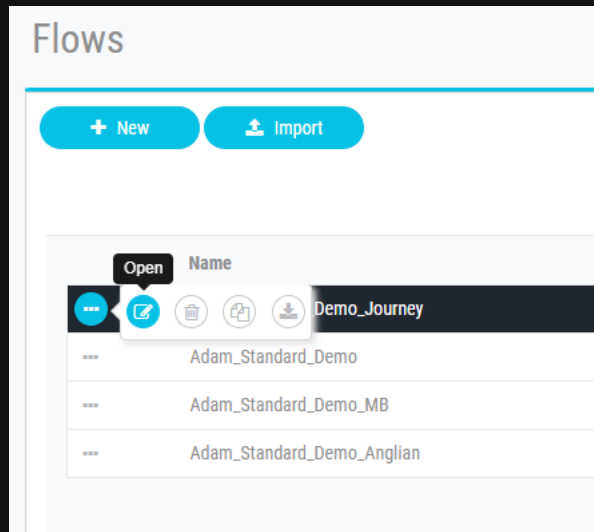 Flows
New
Import
Name
Open
Demo_Journey
Adam_Standard_Demo
Adam_Standard_Demo_MB
Adam_Standard_Demo_Anglian